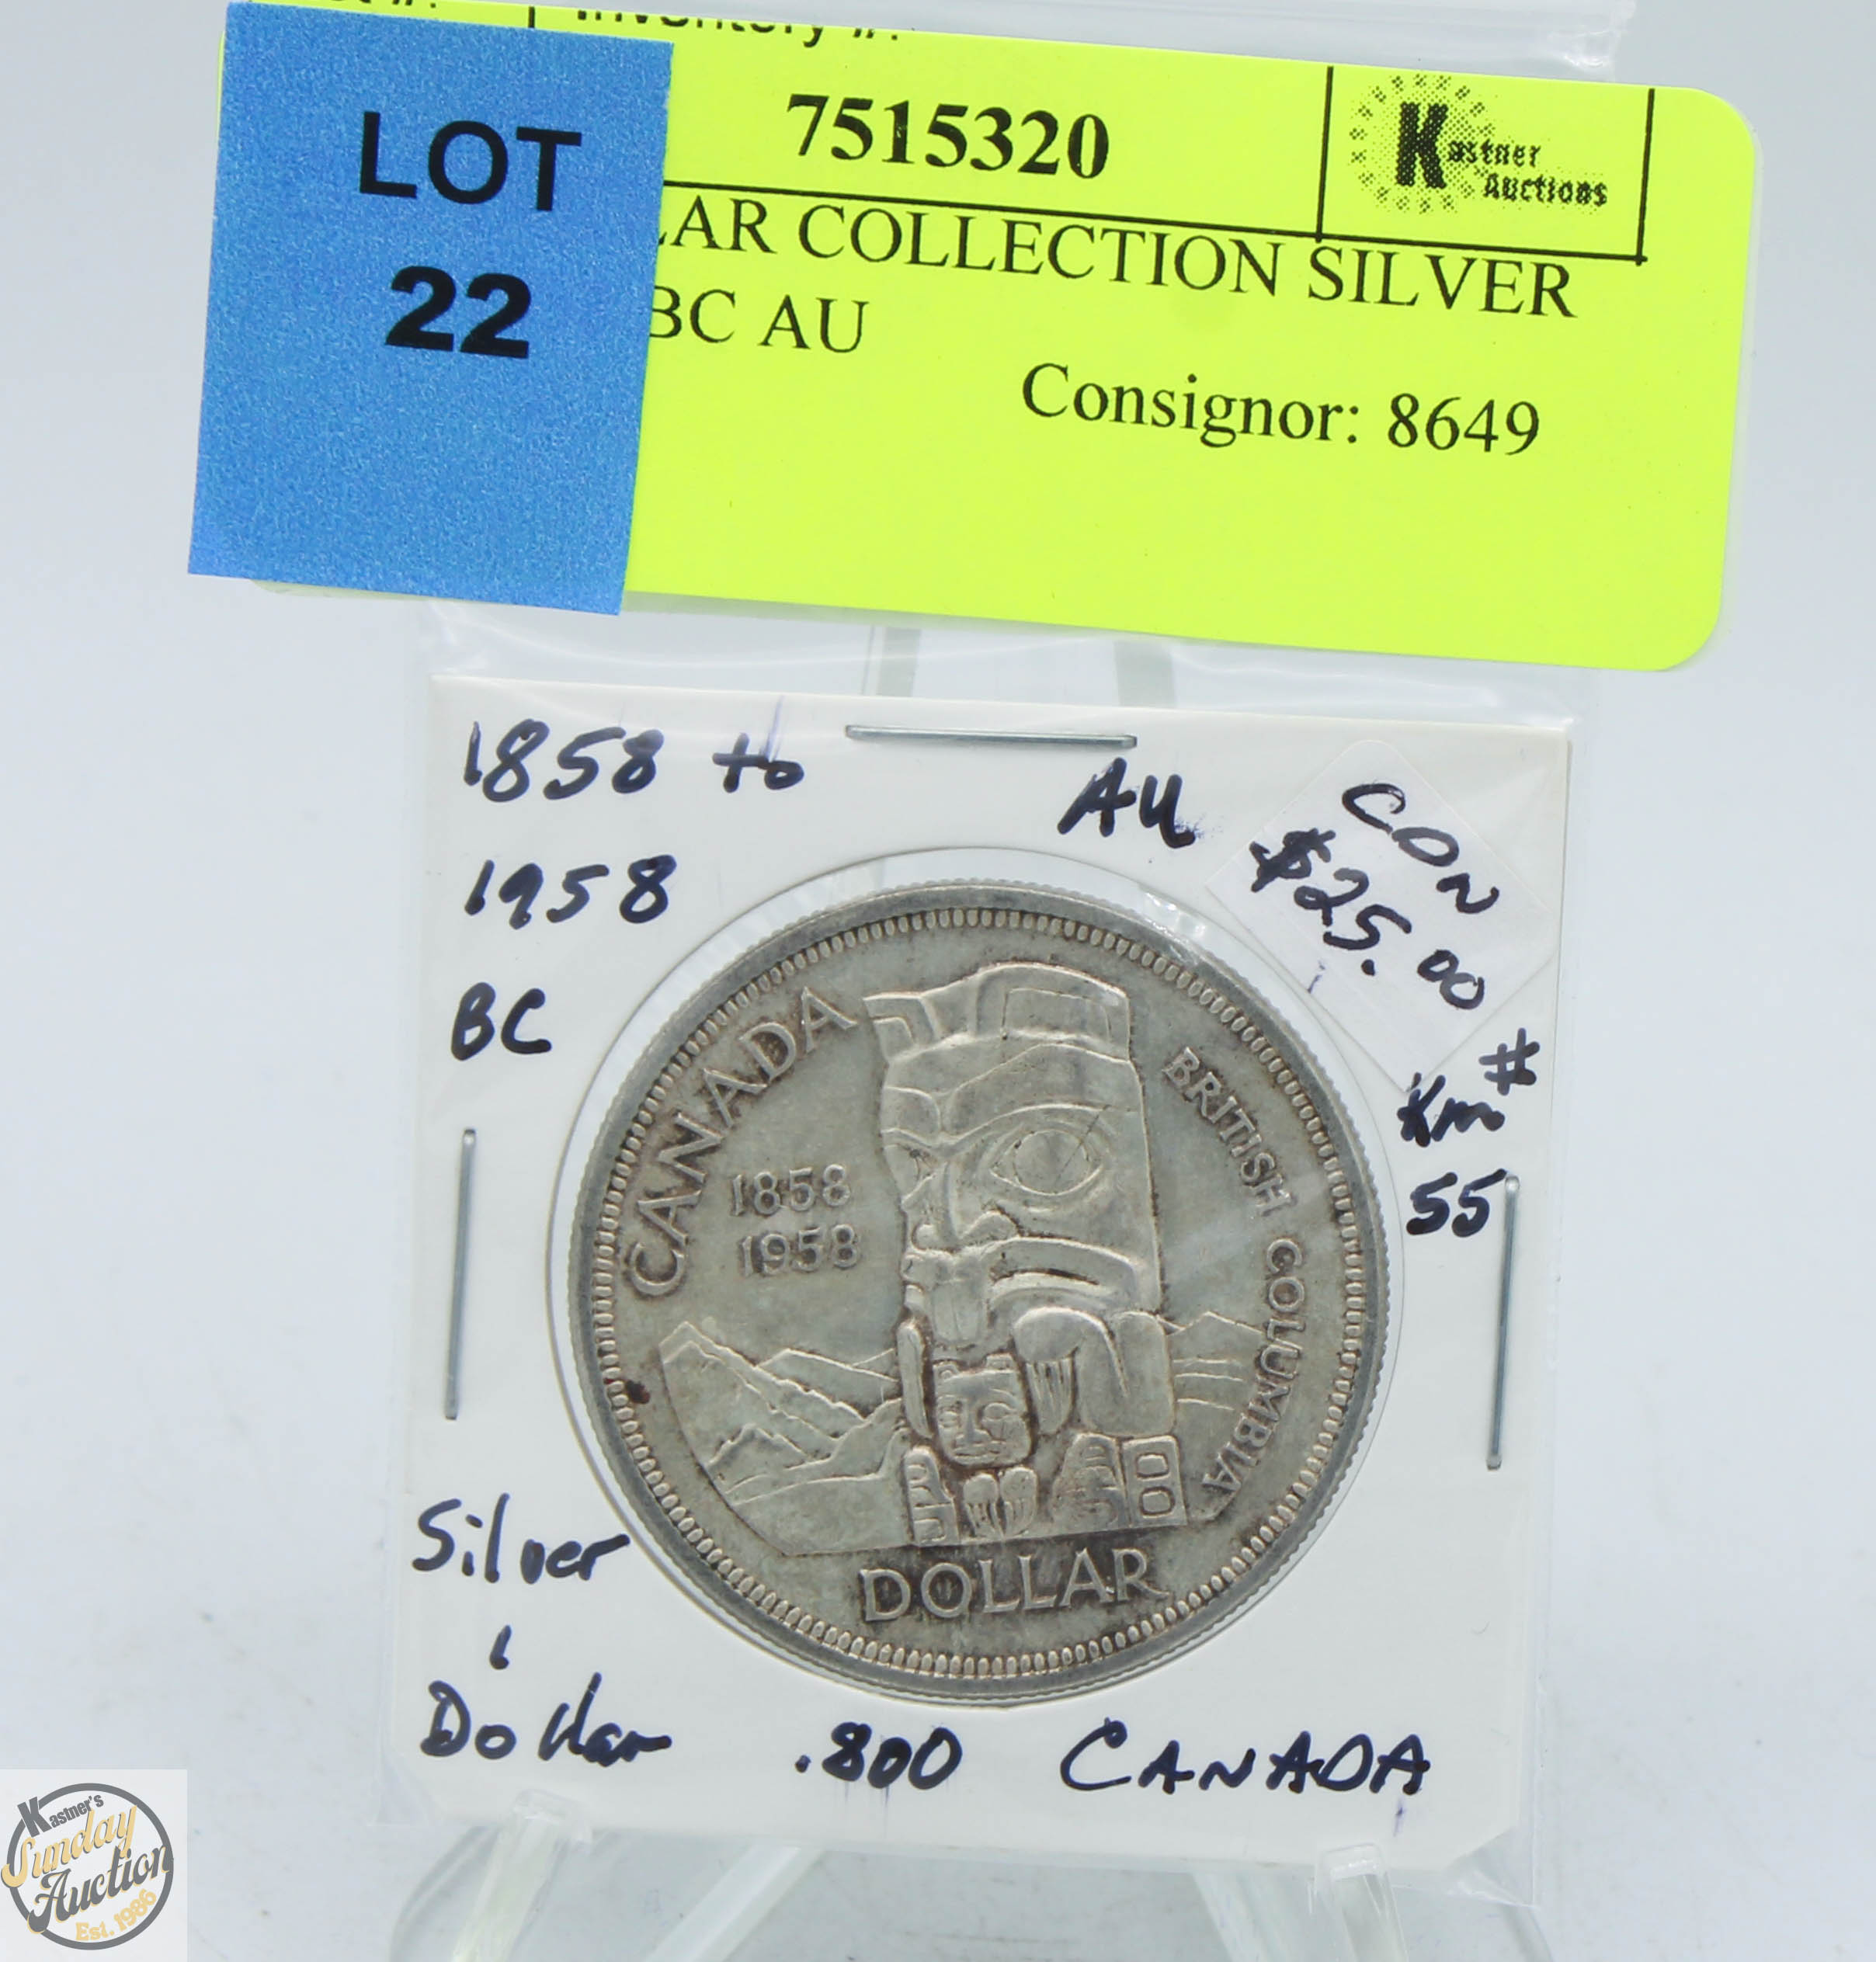 Inventory #:
LOT
22
7515320
Kastner
Auctions
LAR COLLECTION SILVER
BC AU
Consignor: 8649
1858 to
1958
BC
AU
CON
$25.00
KM #
55
CANADA
1858
1958
BRITISH COLUMBIA
DOLLAR
Silver
Dollar
.800 CANADA
Kastner's
Sunday
Auction
Est. 1986